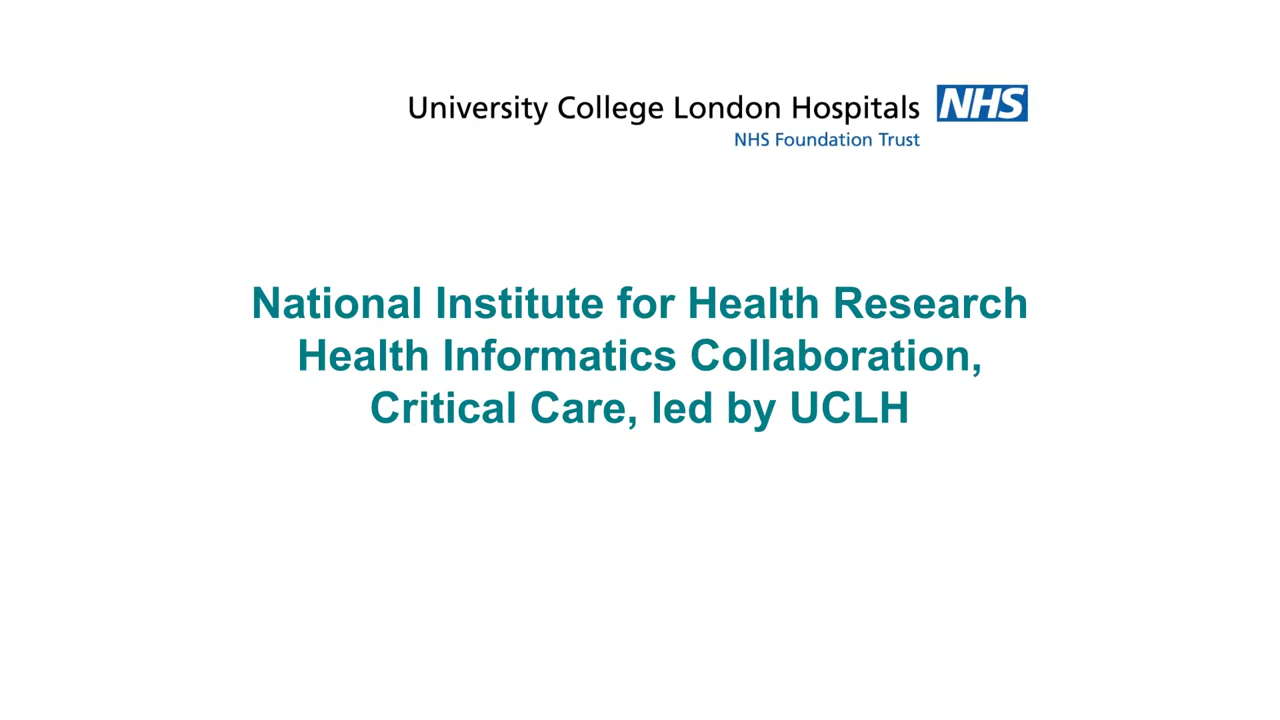 University College London Hospitals NHS
NHS Foundation Trust
National Institute for Health Research
Health Informatics Collaboration,
Critical Care, led by UCLH